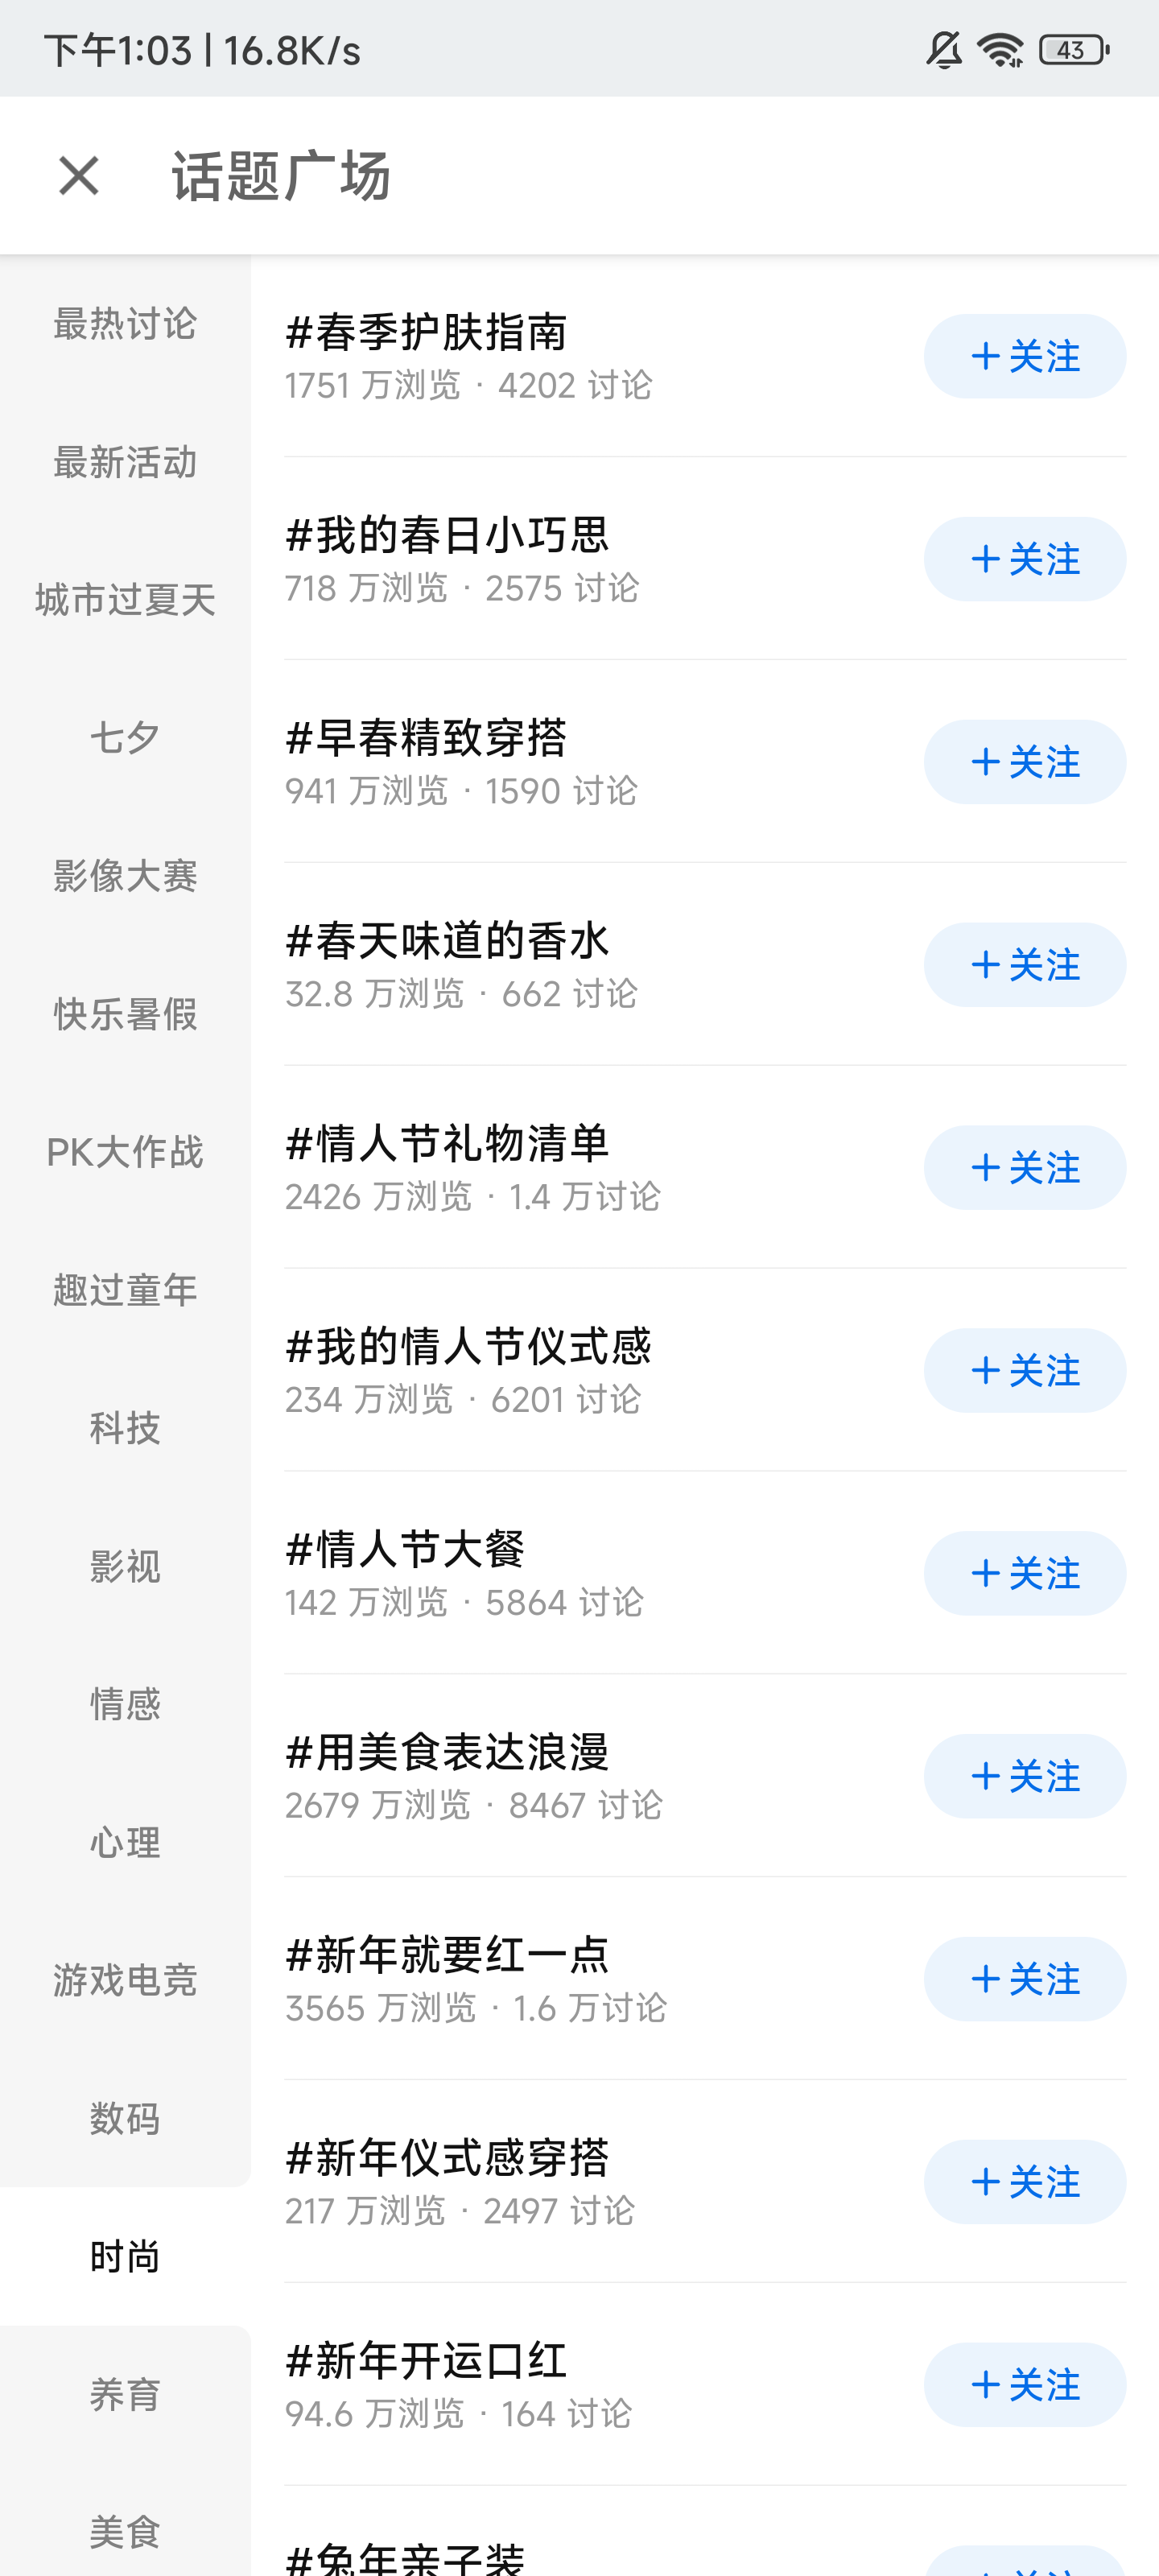 下午1:03 | 16.8K/s
43
话题广场
最热讨论
最新活动
城市过夏天
七夕
影像大赛
快乐暑假
PK大作战
趣过童年
科技
影视
情感
心理
游戏电竞
数码
时尚
养育
美食
#春季护肤指南
1751 万浏览 · 4202 讨论
+ 关注
#我的春日小巧思
718 万浏览 · 2575 讨论
+ 关注
#早春精致穿搭
941 万浏览 · 1590 讨论
+ 关注
#春天味道的香水
32.8 万浏览 · 662 讨论
+ 关注
#情人节礼物清单
2426 万浏览 · 1.4 万讨论
+ 关注
#我的情人节仪式感
234 万浏览 · 6201 讨论
+ 关注
#情人节大餐
142 万浏览 · 5864 讨论
+ 关注
#用美食表达浪漫
2679 万浏览 · 8467 讨论
+ 关注
#新年就要红一点
3565 万浏览 · 1.6 万讨论
+ 关注
#新年仪式感穿搭
217 万浏览 · 2497 讨论
+ 关注
#新年开运口红
94.6 万浏览 · 164 讨论
+ 关注
#兔年亲子装